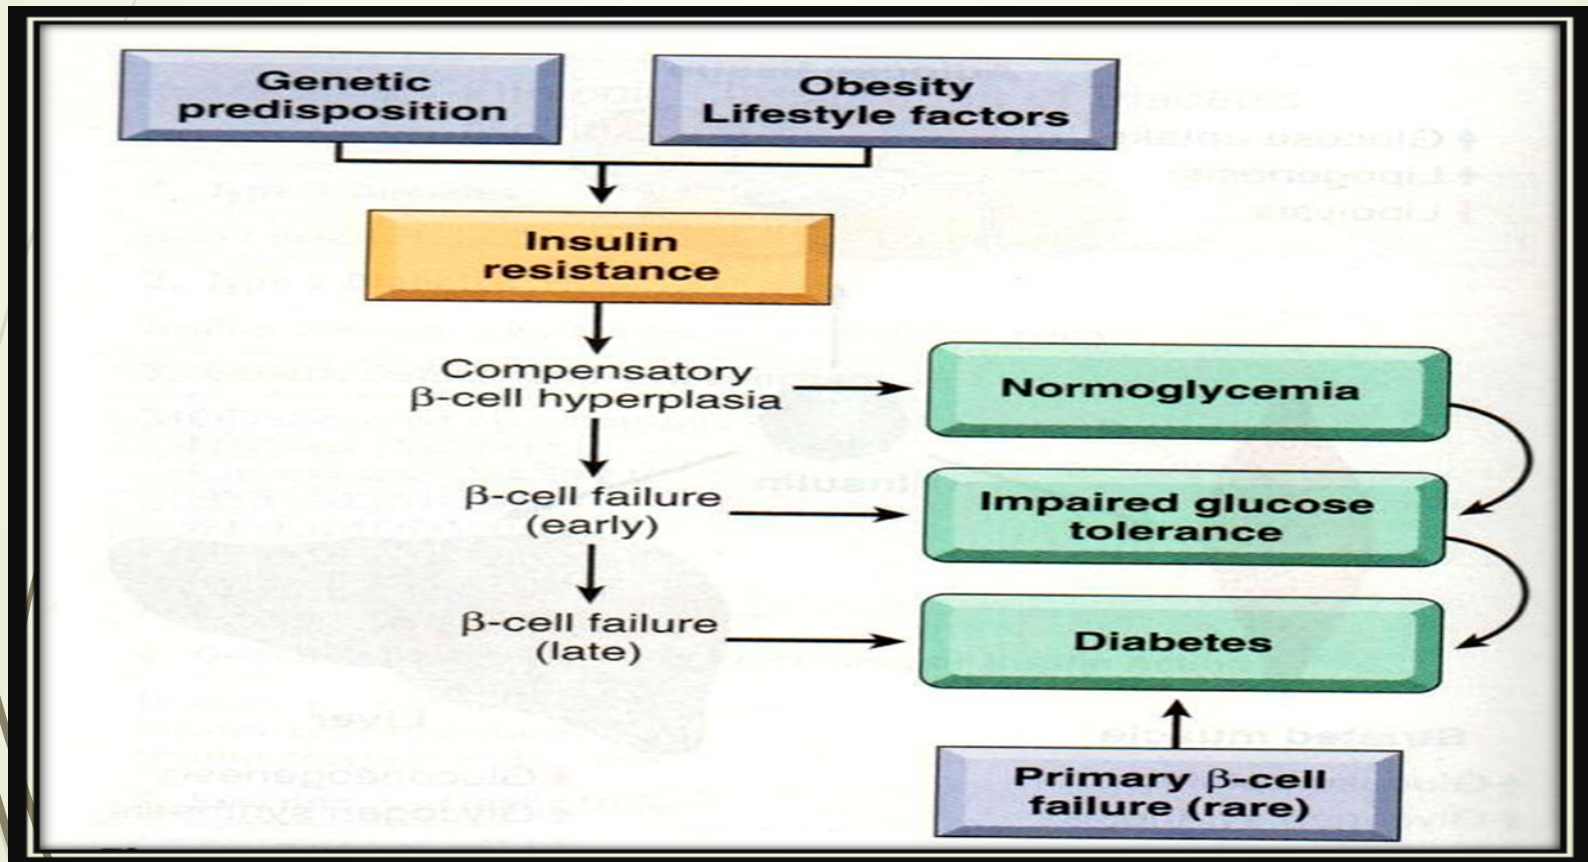 Genetic
predisposition
Obesity
Lifestyle factors
Insulin
resistance
Compensatory
β-cell hyperplasia
Normoglycemia
β-cell failure
(early)
Impaired glucose
tolerance
β-cell failure
(late)
Diabetes
Primary β-cell
failure (rare)